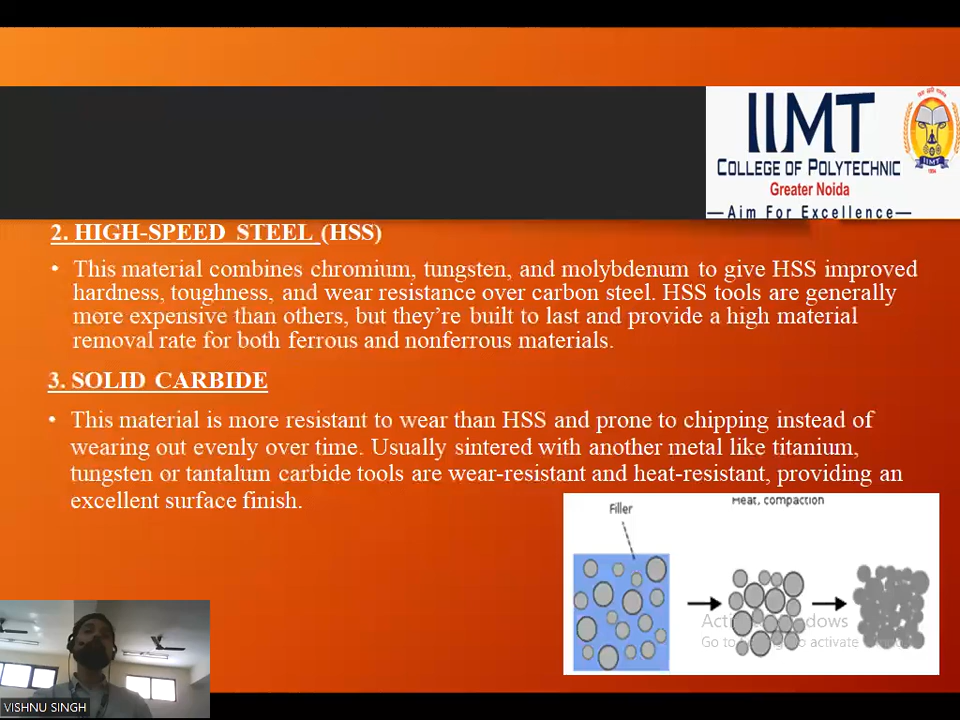 IIMT
COLLEGE OF POLYTECHNIC
Greater Noida
—Aim For Excellence—
IIMT
2. HIGH-SPEED STEEL (HSS)
• This material combines chromium, tungsten, and molybdenum to give HSS improved
hardness, toughness, and wear resistance over carbon steel. HSS tools are generally
more expensive than others, but they’re built to last and provide a high material
removal rate for both ferrous and nonferrous materials.
3. SOLID CARBIDE
• This material is more resistant to wear than HSS and prone to chipping instead of
wearing out evenly over time. Usually sintered with another metal like titanium,
tungsten or tantalum carbide tools are wear-resistant and heat-resistant, providing an
excellent surface finish.
Filler
Heat, compaction
Go to
to activate
VISHNU SINGH